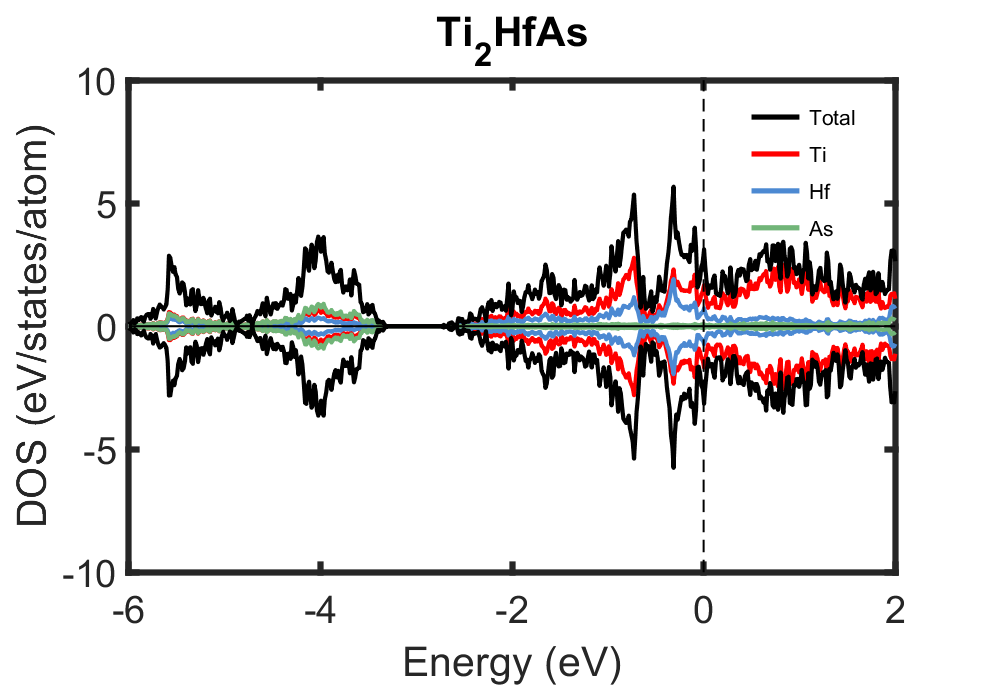 Ti2HfAs
10
5
0
-5
-10
DOS (eV/states/atom)
Total
Ti
Hf
As
-6 -4 -2 0 2
Energy (eV)